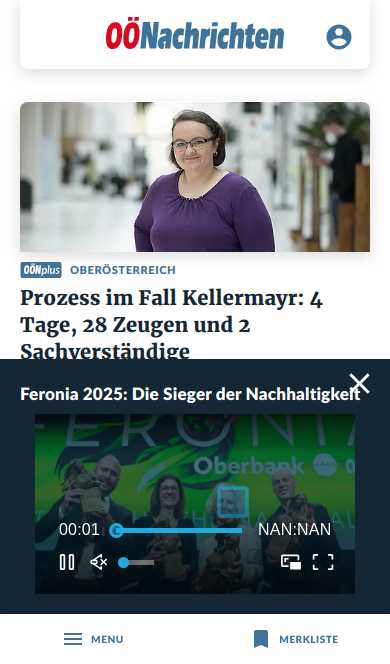 OÖNachrichten
OÖNplus OBERÖSTERREICH
Prozess im Fall Kellermayr: 4
Tage, 28 Zeugen und 2
Sachverständige
Feronia 2025: Die Sieger der Nachhaltigkeit
FERONIA
Oberbank
00:01
NAN:NAN
MENU
MERKLISTE